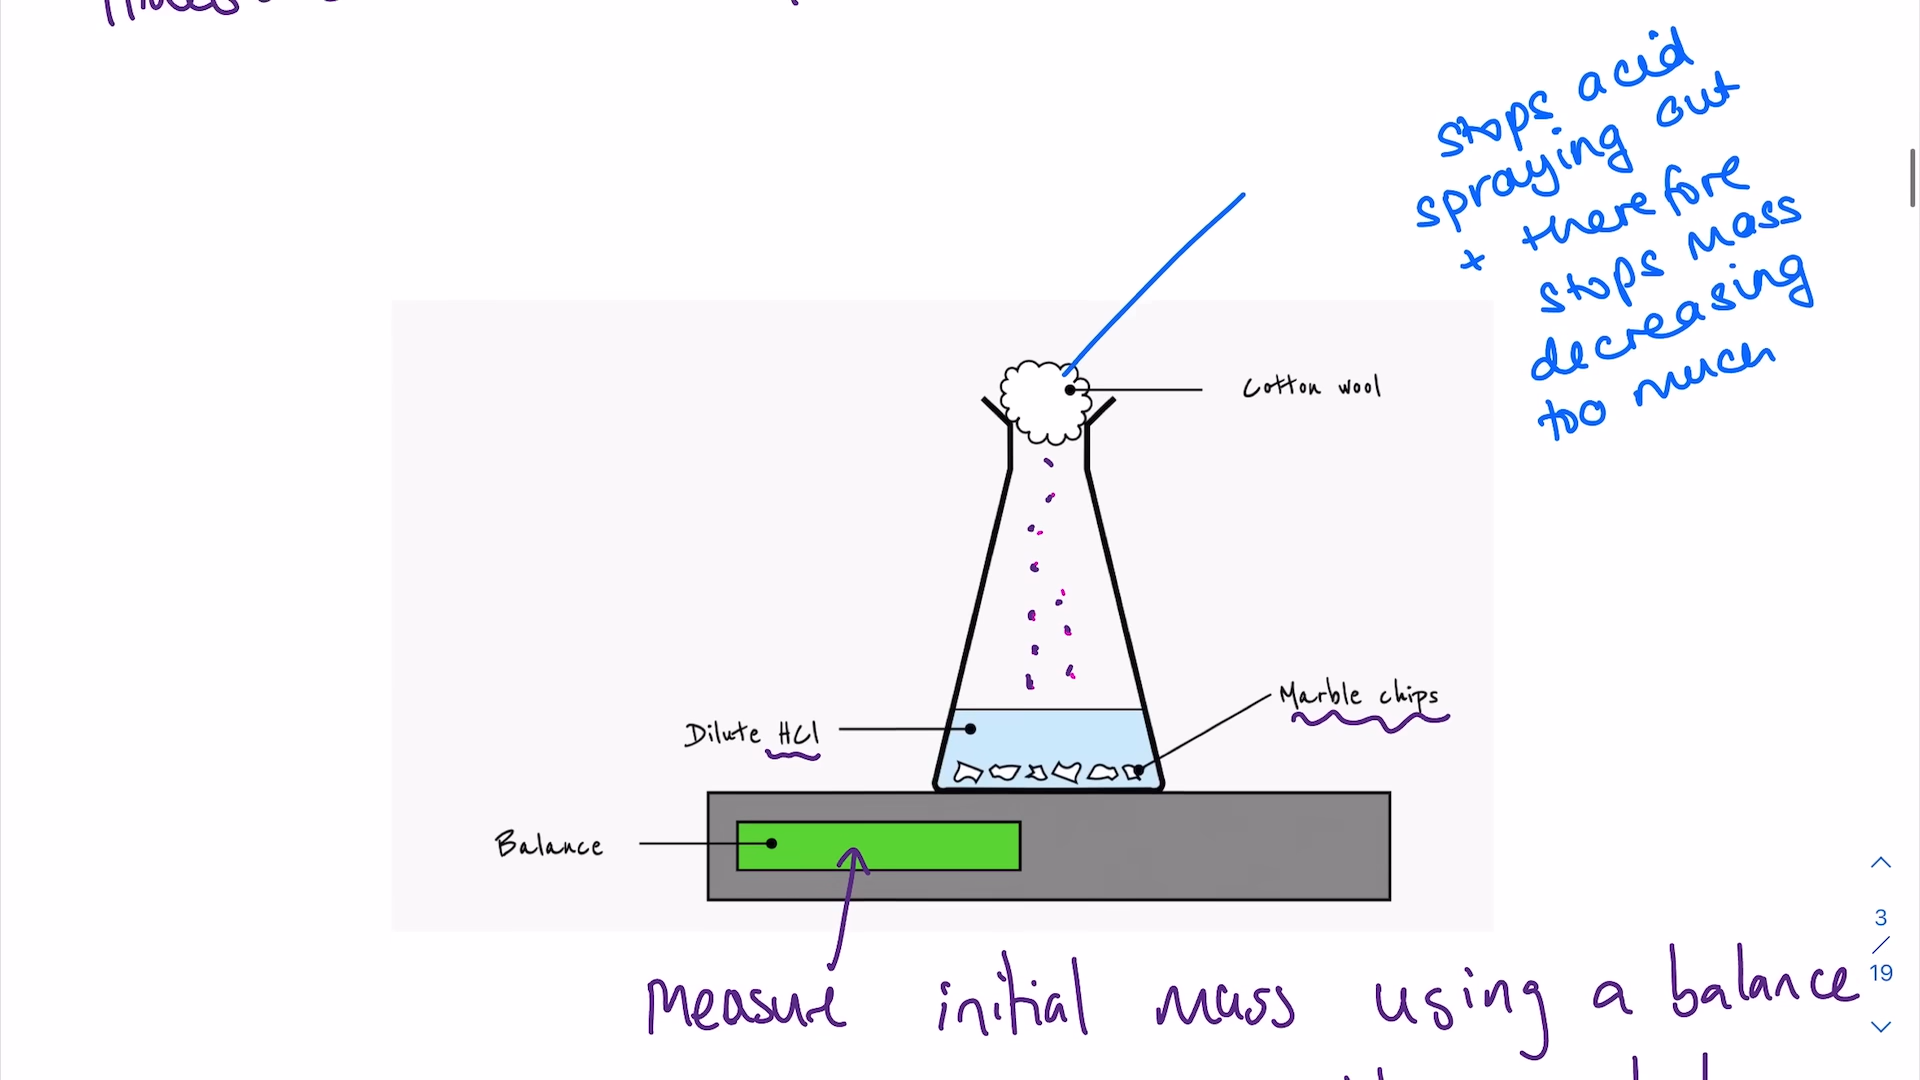 stops acid
spraying out
+ therefore
stops mass
decreasing
too much
Cotton wool
Marble chips
Dilute HCl
Balance
3
/
19
Measure initial mass using a balance